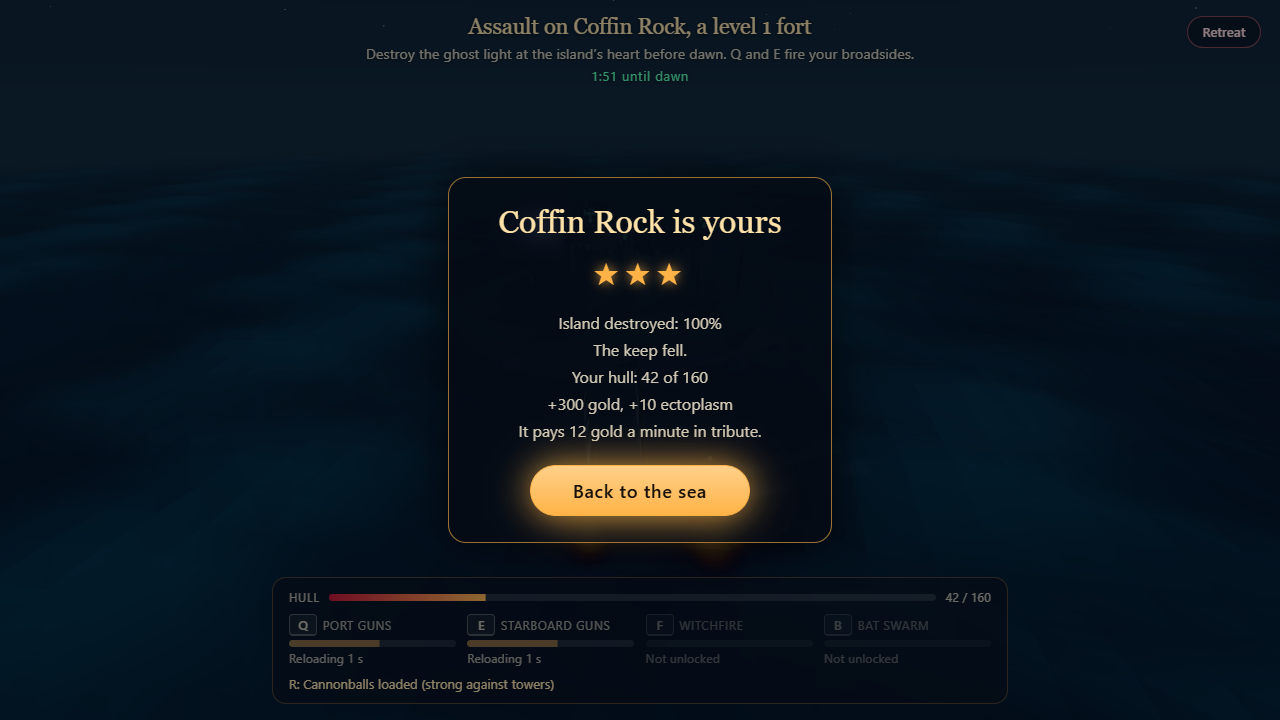 Assault on Coffin Rock, a level 1 fort
Retreat
Destroy the ghost light at the island's heart before dawn. Q and E fire your broadsides.
1:51 until dawn
Coffin Rock is yours
Island destroyed: 100%
The keep fell.
Your hull: 42 of 160
+300 gold, +10 ectoplasm
It pays 12 gold a minute in tribute.
Back to the sea
HULL 42 / 160
Q PORT GUNS E STARBOARD GUNS F WITCHFIRE B BAT SWARM
Reloading 1 s Reloading 1 s Not unlocked Not unlocked
R: Cannonballs loaded (strong against towers)